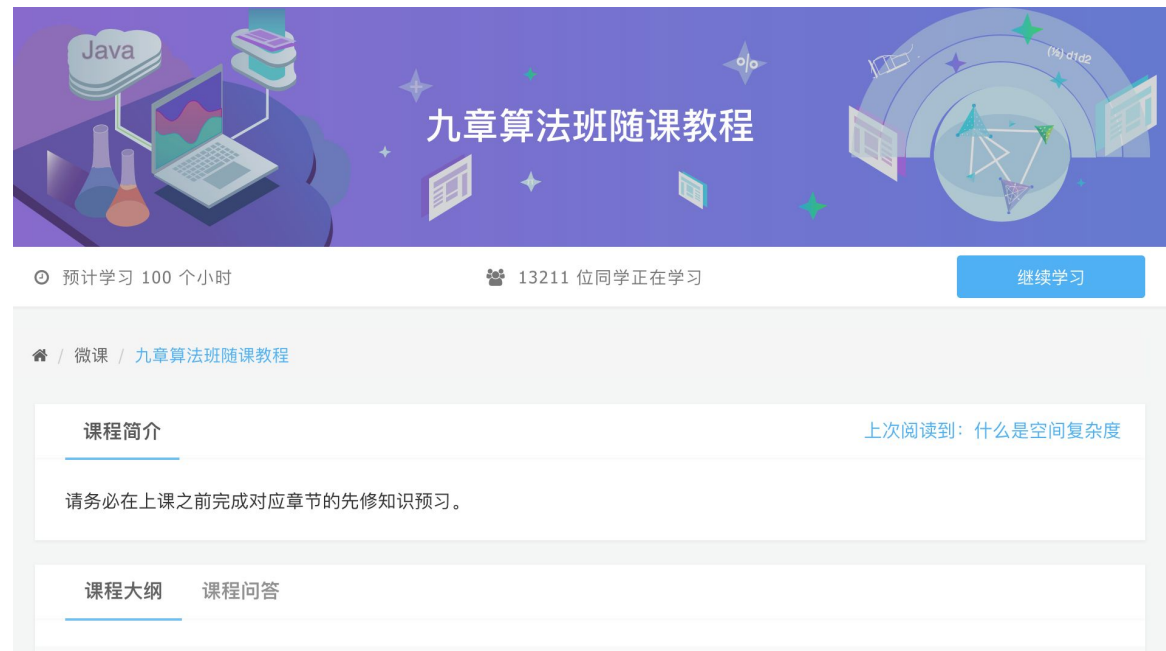 Java
%
(½) d1d2
九章算法班随课教程
预计学习 100 个小时
13211 位同学正在学习
继续学习
/ 微课 / 九章算法班随课教程
课程简介
上次阅读到：什么是空间复杂度
请务必在上课之前完成对应章节的先修知识预习。
课程大纲 课程问答